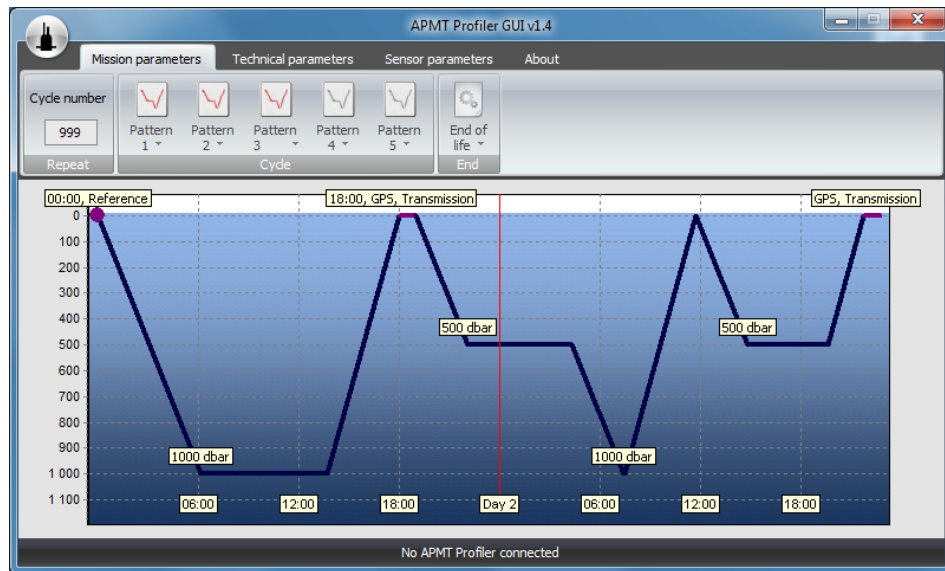 APMT Profiler GUI v1.4
Mission parameters Technical parameters Sensor parameters About
Cycle number
999
Repeat
Pattern 1
Pattern 2
Pattern 3
Pattern 4
Pattern 5
Cycle
End of life
End
00:00, Reference
18:00, GPS, Transmission
GPS, Transmission
0
100
200
300
400
500
600
700
800
900
1 000
1 100
500 dbar
500 dbar
1000 dbar
1000 dbar
06:00
12:00
18:00
Day 2
06:00
12:00
18:00
No APMT Profiler connected